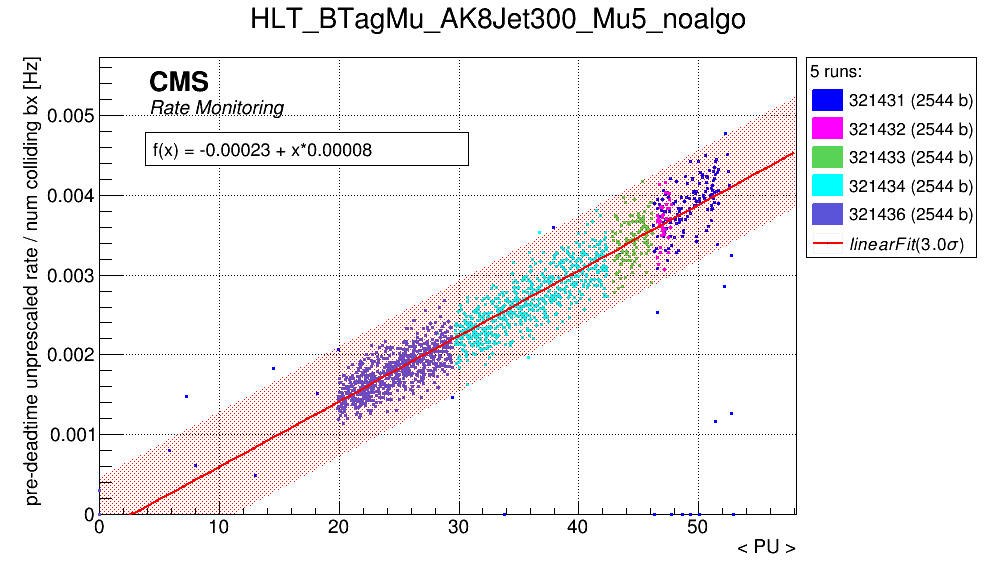 HLT_BTagMu_AK8Jet300_Mu5_noalgo
pre-deadtime unprescaled rate / num colliding bx [Hz]
CMS
Rate Monitoring
f(x) = -0.00023 + x*0.00008
0.005
0.004
0.003
0.002
0.001
0
0 10 20 30 40 50
< PU >
5 runs:
321431 (2544 b)
321432 (2544 b)
321433 (2544 b)
321434 (2544 b)
321436 (2544 b)
linearFit(3.0σ)